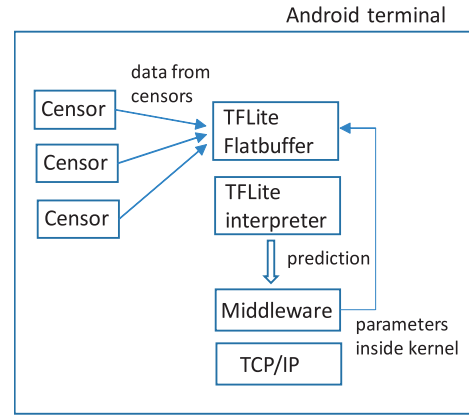 Android terminal
data from
censors
Censor
Censor
Censor
TFLite
Flatbuffer
TFLite
interpreter
prediction
Middleware
parameters
inside kernel
TCP/IP